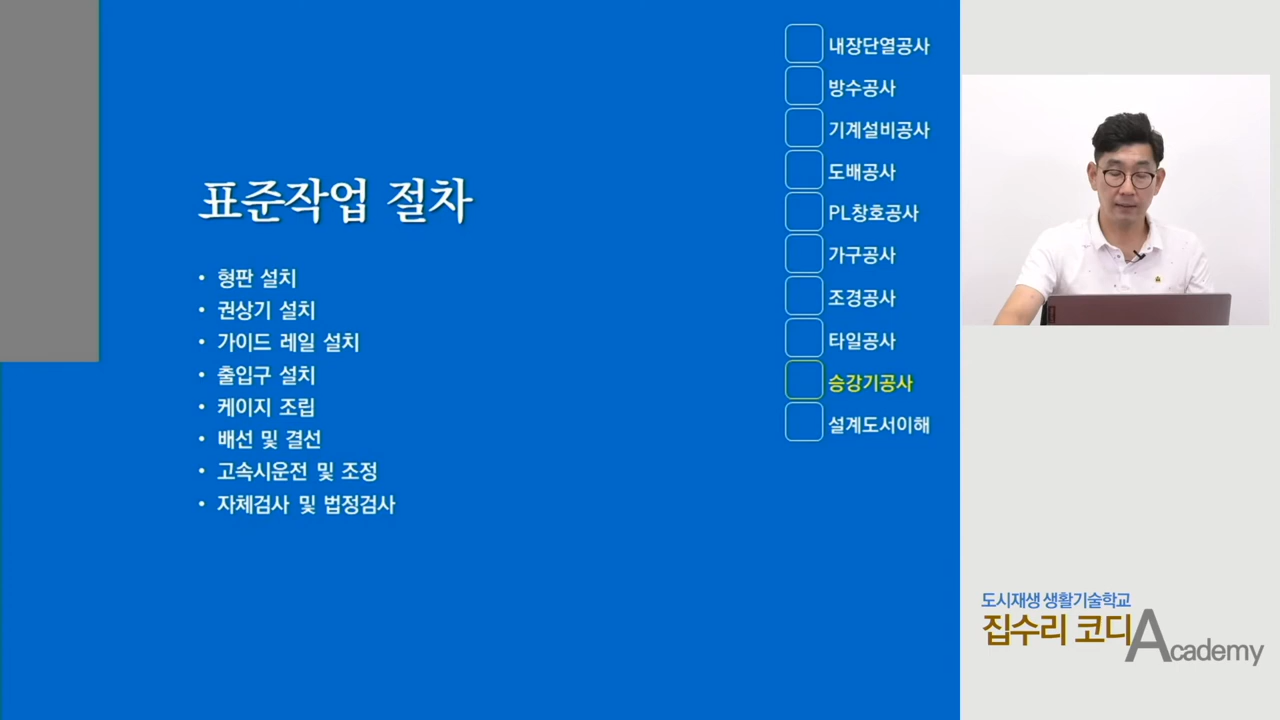 표준작업 절차
• 형판 설치
• 권상기 설치
• 가이드 레일 설치
• 출입구 설치
• 케이지 조립
• 배선 및 결선
• 고속시운전 및 조정
• 자체검사 및 법정검사
내장단열공사
방수공사
기계설비공사
도배공사
PL창호공사
가구공사
조경공사
타일공사
승강기공사
설계도서이해
도시재생 생활기술학교
집수리 코디Academy